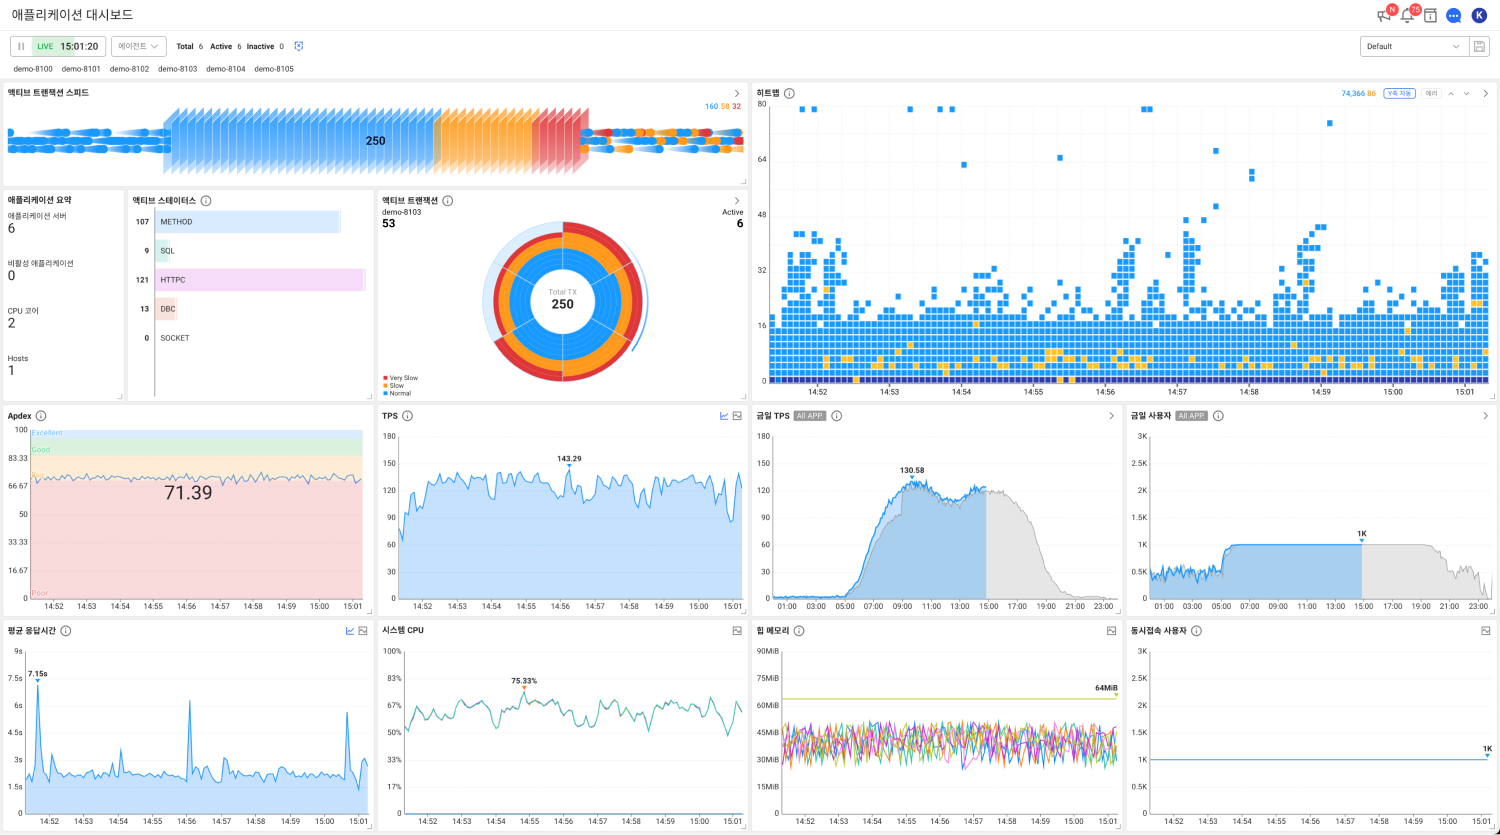 애플리케이션 대시보드
N
75
K
LIVE 15:01:20
에이전트
Total 6 Active 6 Inactive 0
Default
demo-8100 demo-8101 demo-8102 demo-8103 demo-8104 demo-8105
액티브 트랜잭션 스피드
160 58 32
250
히트맵
74,366 86
Y축 자동
에러
80
64
48
32
16
0
14:52 14:53 14:54 14:55 14:56 14:57 14:58 14:59 15:00 15:01
애플리케이션 요약
애플리케이션 서버
6
비활성 애플리케이션
0
CPU 코어
2
Hosts
1
액티브 스테이터스
107 METHOD
9 SQL
121 HTTPC
13 DBC
0 SOCKET
액티브 트랜잭션
demo-8103
53
Active
6
Total TX
250
Very Slow
Slow
Normal
Apdex
100
83.33
66.67
50
33.33
16.67
0
Excellent
Good
Poor
71.39
14:52 14:53 14:54 14:55 14:56 14:57 14:58 14:59 15:00 15:01
TPS
180
150
120
90
60
30
0
143.29
14:52 14:53 14:54 14:55 14:56 14:57 14:58 14:59 15:00 15:01
금일 TPS All APP
180
150
120
90
60
30
0
130.58
01:00 03:00 05:00 07:00 09:00 11:00 13:00 15:00 17:00 19:00 21:00 23:00
금일 사용자 All APP
3K
2.5K
2K
1.5K
1K
0.5K
0
1K
01:00 03:00 05:00 07:00 09:00 11:00 13:00 15:00 17:00 19:00 21:00 23:00
평균 응답시간
9s
7.5s
6s
4.5s
3s
1.5s
0
7.15s
14:52 14:53 14:54 14:55 14:56 14:57 14:58 14:59 15:00 15:01
시스템 CPU
100%
83%
67%
50%
33%
17%
0
75.33%
14:52 14:53 14:54 14:55 14:56 14:57 14:58 14:59 15:00 15:01
힙 메모리
90MiB
75MiB
60MiB
45MiB
30MiB
15MiB
0
64MiB
14:52 14:53 14:54 14:55 14:56 14:57 14:58 14:59 15:00 15:01
동시접속 사용자
3K
2.5K
2K
1.5K
1K
0.5K
0
1K
14:52 14:53 14:54 14:55 14:56 14:57 14:58 14:59 15:00 15:01